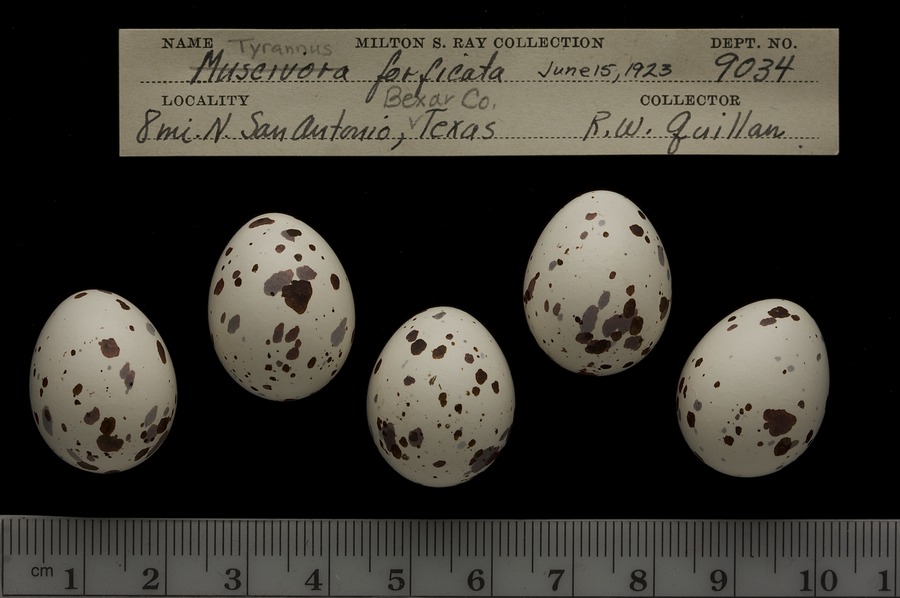 NAME Tyrannus MILTON S. RAY COLLECTION DEPT. NO.
Muscivora forficata June 15, 1923 9034
LOCALITY Bexar Co. COLLECTOR
8 mi. N. San Antonio, Texas R. W. Quillan.
cm 1 2 3 4 5 6 7 8 9 10 1